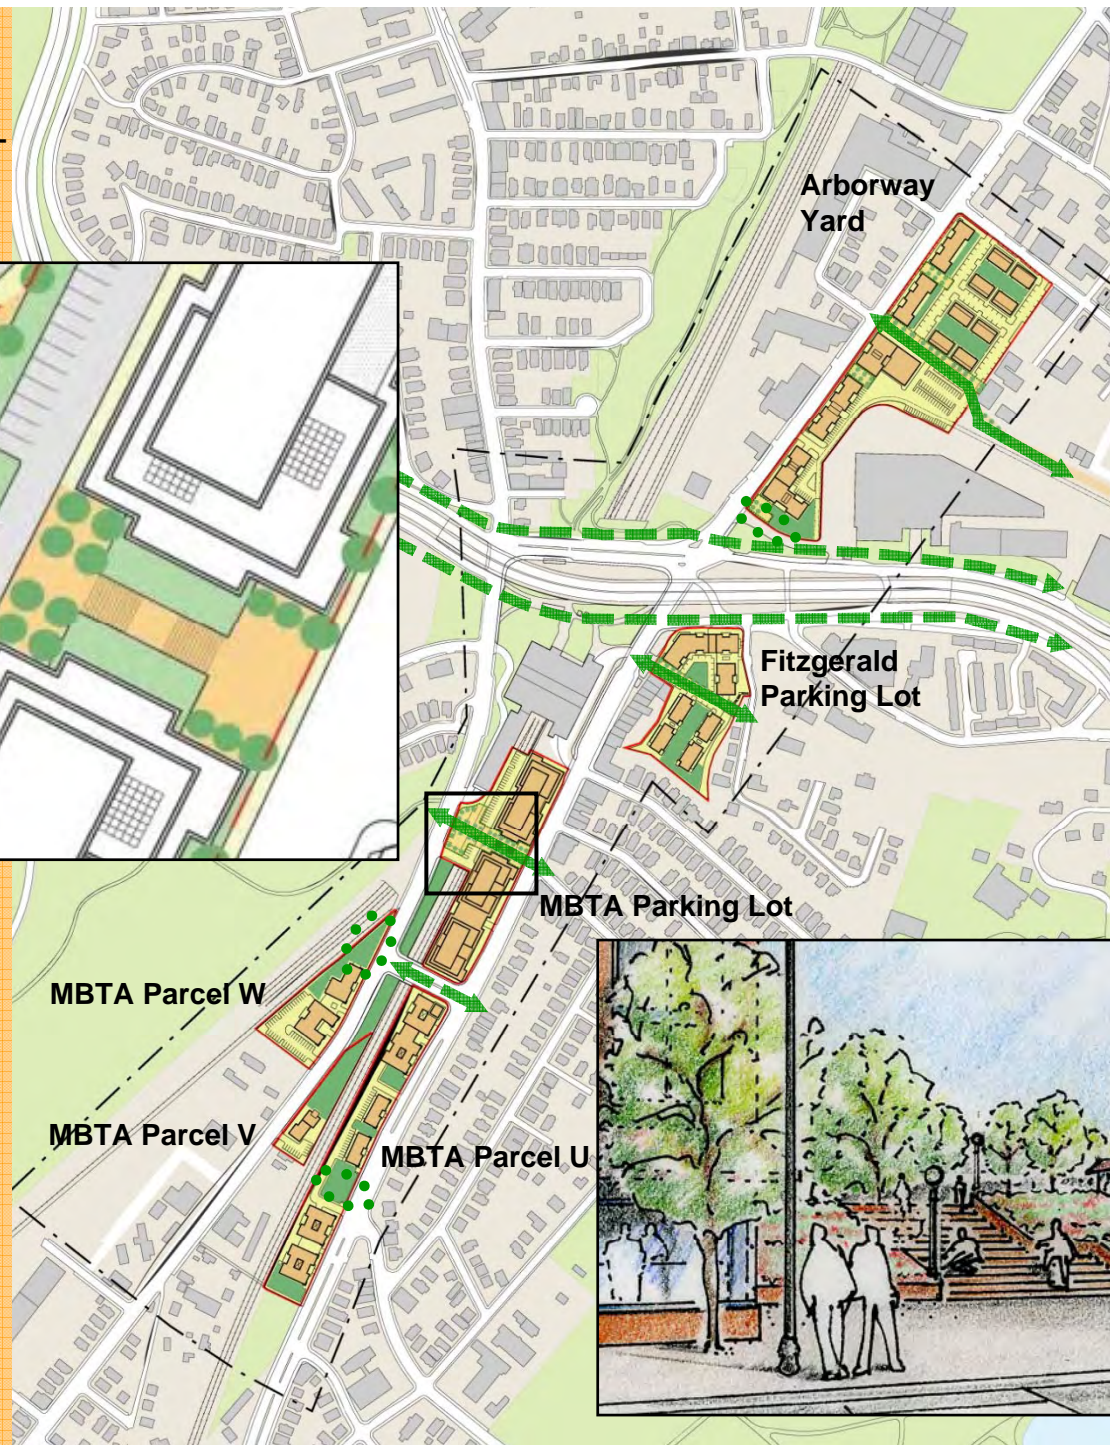 Arborway
Yard
Fitzgerald
Parking Lot
MBTA Parking Lot
MBTA Parcel W
MBTA Parcel V
MBTA Parcel U